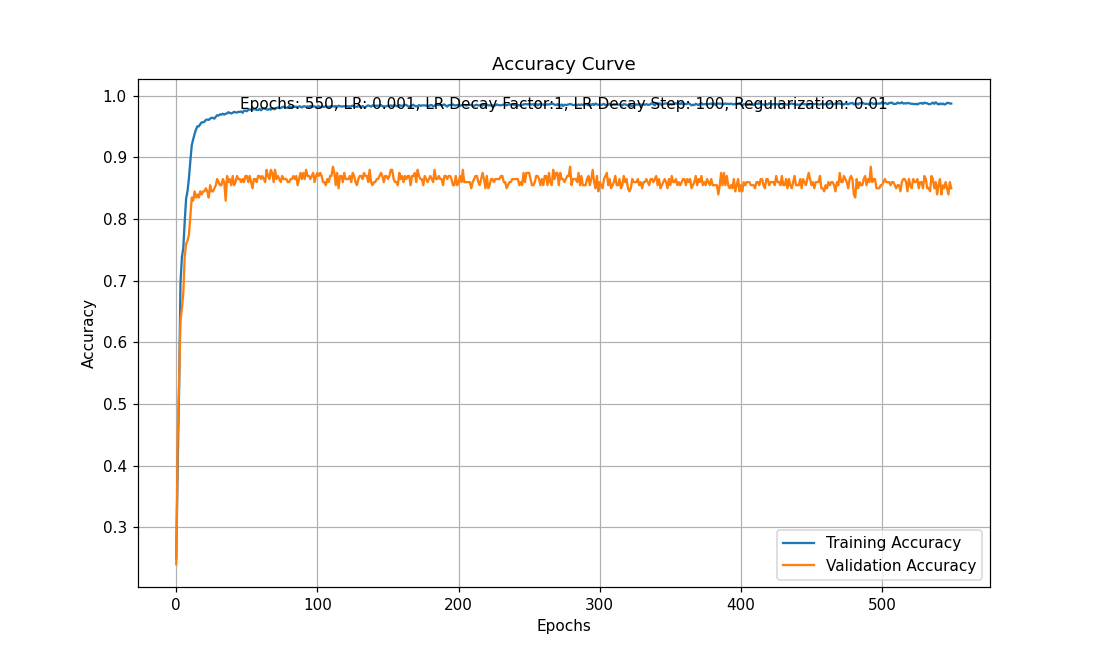 Accuracy Curve
Epochs: 550, LR: 0.001, LR Decay Factor:1, LR Decay Step: 100, Regularization: 0.01
1.0
0.9
0.8
0.7
0.6
0.5
0.4
0.3
Accuracy
Training Accuracy
Validation Accuracy
0 100 200 300 400 500
Epochs